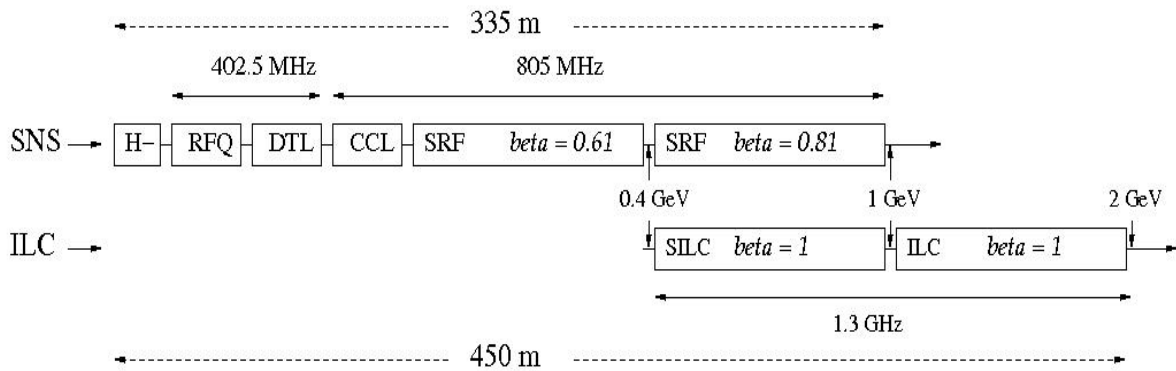 335 m
402.5 MHz 805 MHz
SNS H- RFQ DTL CCL SRF beta = 0.61 SRF beta = 0.81
0.4 GeV 1 GeV 2 GeV
ILC SILC beta = 1 ILC beta = 1
1.3 GHz
450 m